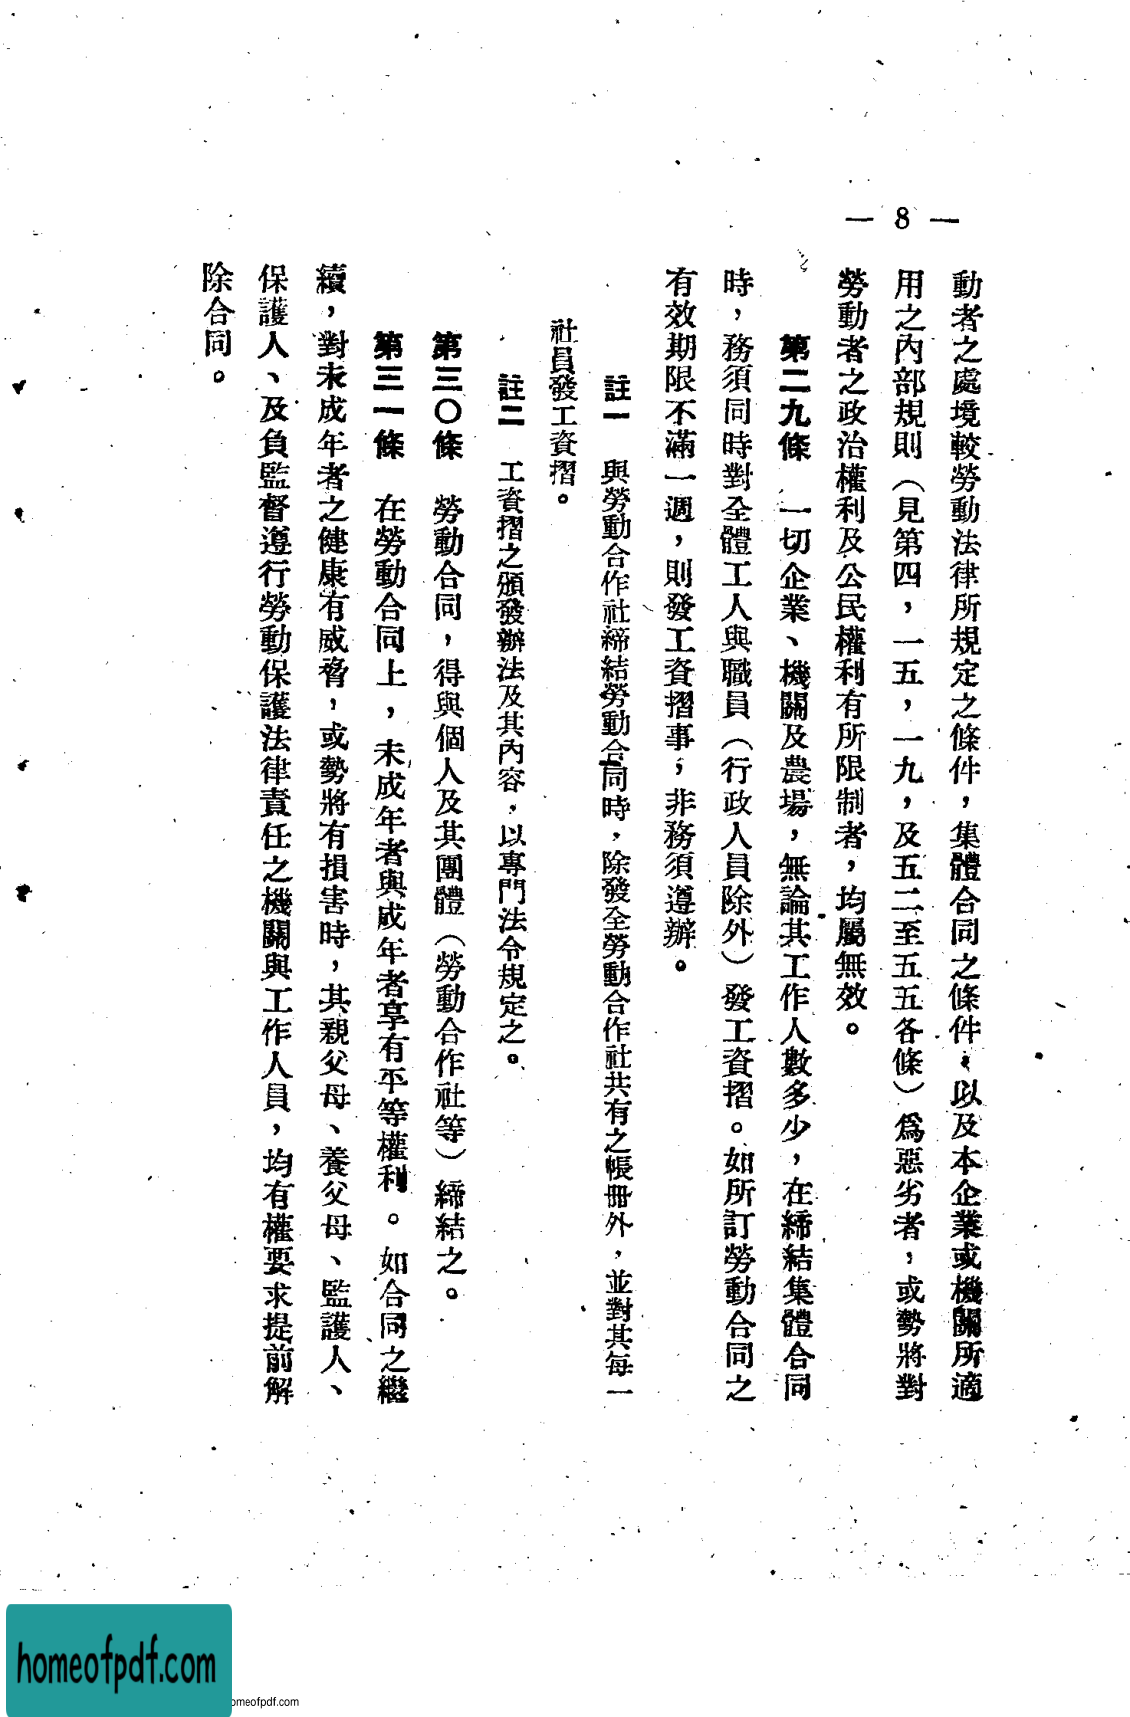 — 8 —
動者之處境較勞動法律所規定之條件，集體合同之條件，以及本企業或機關所適
用之內部規則（見第四，一五，一九，及五二至五五各條）爲惡劣者，或勢將對
勞動者之政治權利及公民權利有所限制者，均屬無效。
第二九條　一切企業、機關及農場，無論其工作人數多少，在締結集體合同
時，務須同時對全體工人與職員（行政人員除外）發工資摺。如所訂勞動合同之
有效期限不滿一週，則發工資摺事，非務須遵辦。
註一　與勞動合作社締結勞動合同時，除發全勞動合作社共有之帳冊外，並對其每一
社員發工資摺。
註二　工資摺之頒發辦法及其內容，以專門法令規定之。
第三〇條　勞動合同，得與個人及其團體（勞動合作社等）締結之。
第三一條　在勞動合同上，未成年者與成年者享有平等權利。如合同之繼
續，對未成年者之健康有威脅，或勢將有損害時，其親父母、養父母、監護人、
保護人、及負監督遵行勞動保護法律責任之機關與工作人員，均有權要求提前解
除合同。
homeofpdf.com
omeofpdf.com